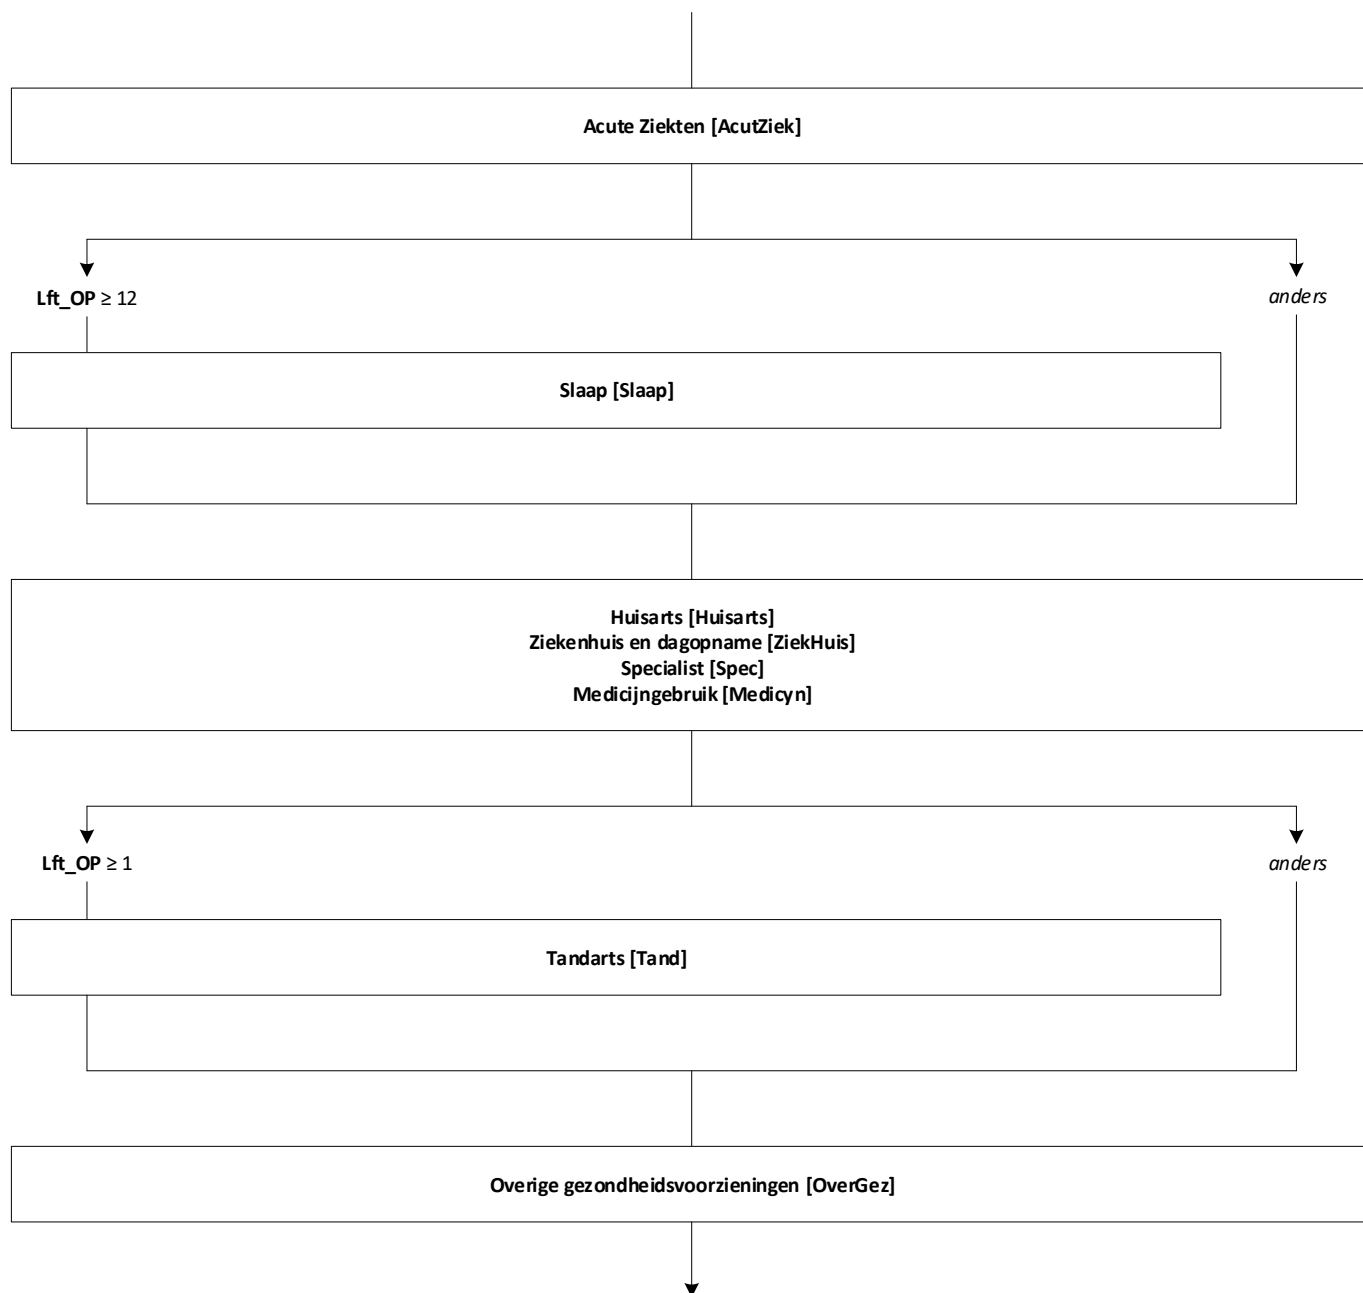 Acute Ziekten [AcutZiek]
Lft_OP ≥ 12
anders
Slaap [Slaap]
Huisarts [Huisarts]
Ziekenhuis en dagopname [ZiekHuis]
Specialist [Spec]
Medicijngebruik [Medicyn]
Lft_OP ≥ 1
anders
Tandarts [Tand]
Overige gezondheidsvoorzieningen [OverGez]